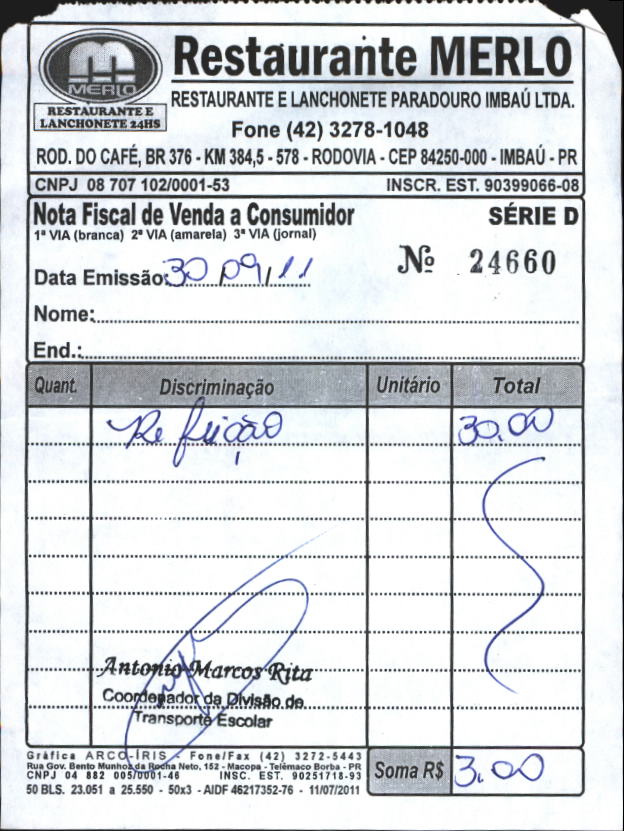 MERLO
RESTAURANTE E
LANCHONETE 24HS
Restaurante MERLO
RESTAURANTE E LANCHONETE PARADOURO IMBAÚ LTDA.
Fone (42) 3278-1048
ROD. DO CAFÉ, BR 376 - KM 384,5 - 578 - RODOVIA - CEP 84250-000 - IMBAÚ - PR
CNPJ 08 707 102/0001-53 INSCR. EST. 90399066-08
Nota Fiscal de Venda a Consumidor SÉRIE D
1ª VIA (branca) 2ª VIA (amarela) 3ª VIA (jornal)
Nº 24660
Data Emissão: 30 09/11
Nome:
End.:
Quant. Discriminação Unitário Total
Refeição 30.00
Antonio Marcos Rita
Coordenador da Divisão de
Transporte Escolar
Gráfica ARCO-ÍRIS - Fone/Fax (42) 3272-5443
Rua Gov. Bento Munhoz da Rocha Neto, 152 - Macopa - Telêmaco Borba - PR
CNPJ 04 882 005/0001-46 INSC. EST. 90251718-93
50 BLS. 23.051 a 25.550 - 50x3 - AIDF 46217352-76 - 11/07/2011
Soma R$ 3.00